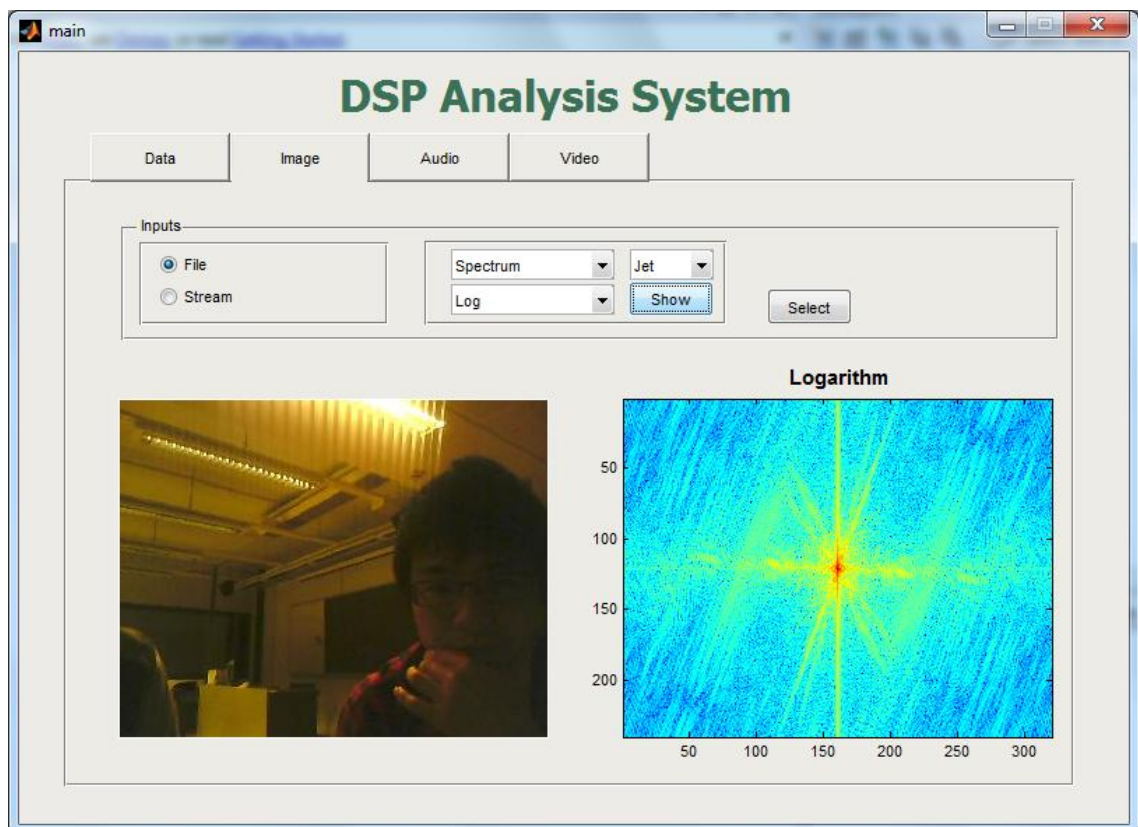 main
DSP Analysis System
Data Image Audio Video
Inputs
File
Stream
Spectrum Jet
Log Show
Select
Logarithm
50
100
150
200
50 100 150 200 250 300